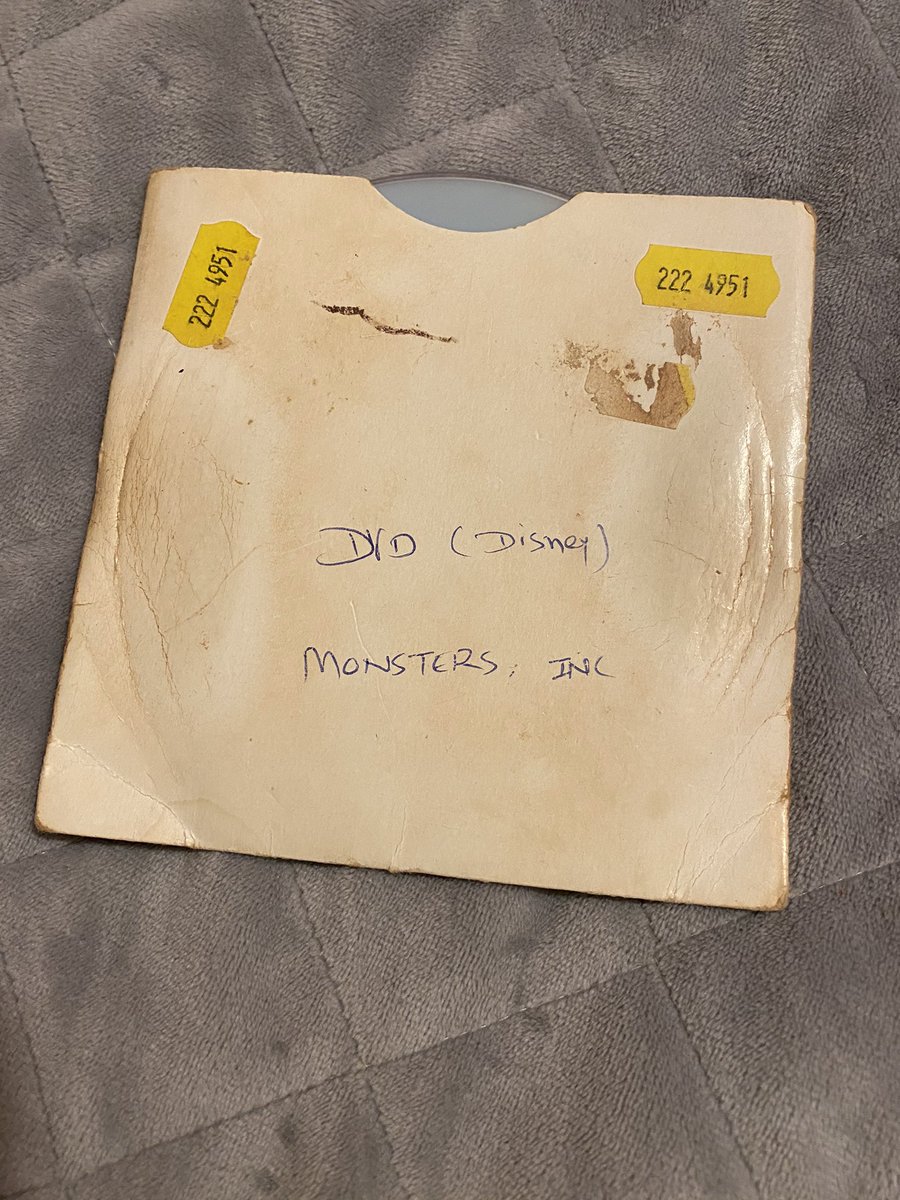 222 4951
222 4951
DVD (Disney)
MONSTERS, INC